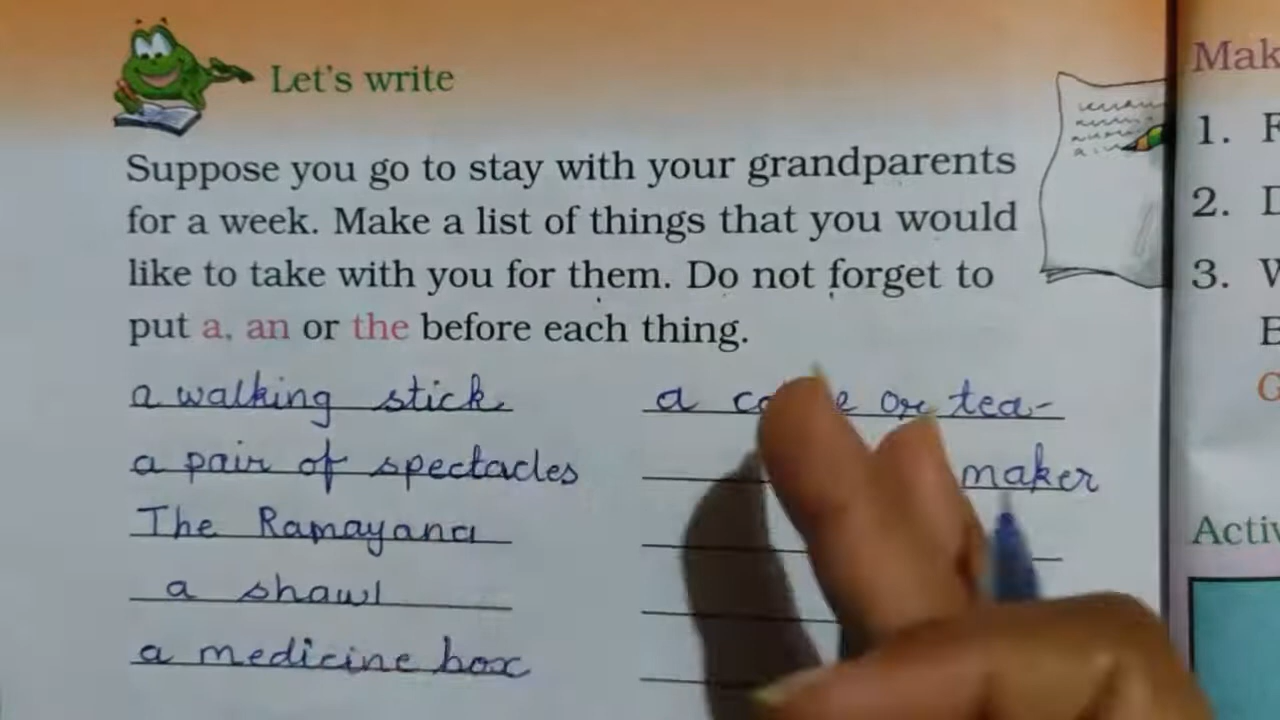 Let's write
Suppose you go to stay with your grandparents
for a week. Make a list of things that you would
like to take with you for them. Do not forget to
put a, an or the before each thing.
a walking stick
a pair of spectacles
The Ramayana
a shawl
a medicine box
a or tea-
maker
Mak
1.
2.
3.
Activ